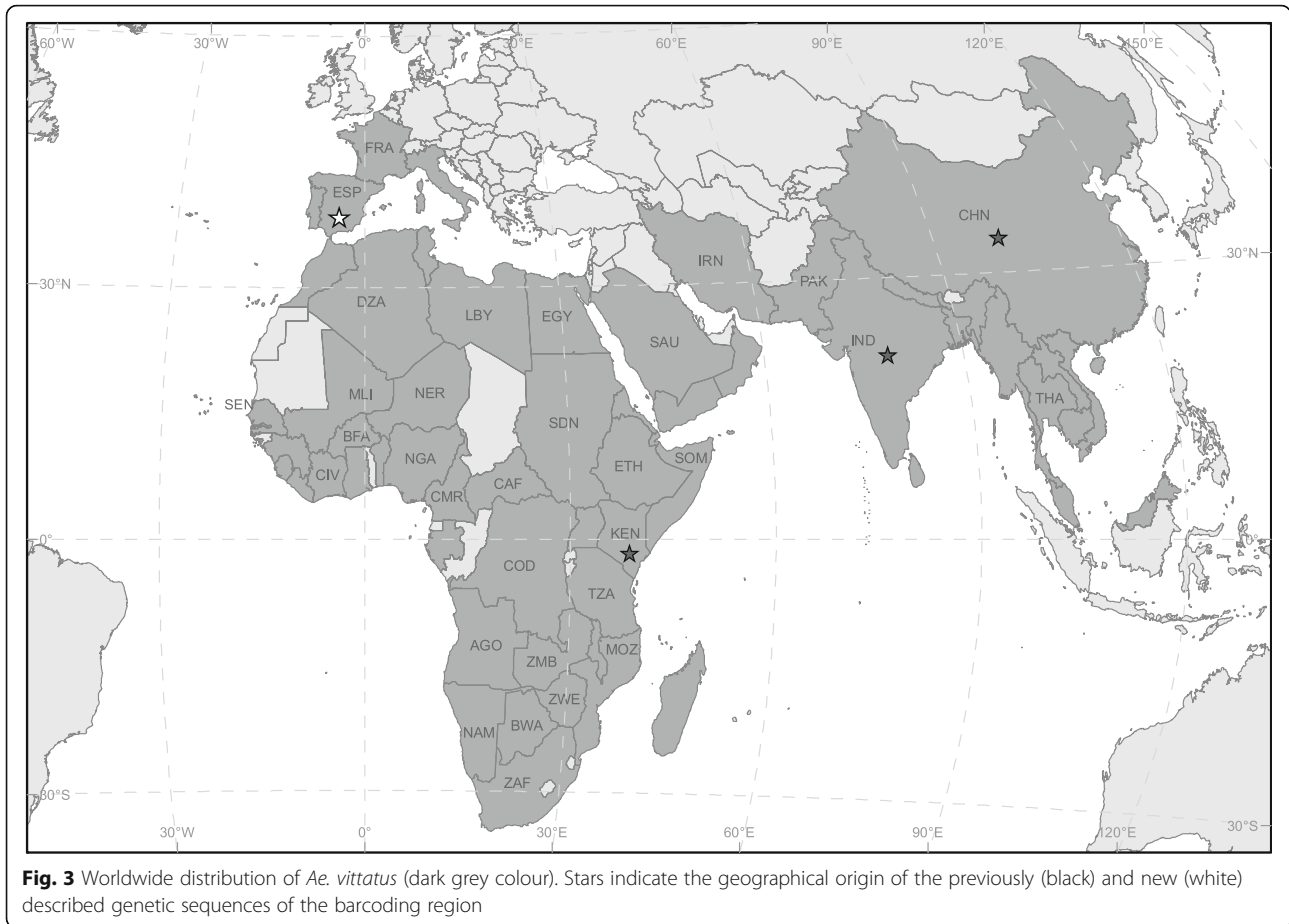 60°W 30°W 0° 30°E 60°E 90°E 120°E 150°E
FRA
ESP
CHN
30°N
IRN
PAK
30°N
DZA
LBY
EGY
SAU
IND
SEN
MLI
NER
THA
SDN
BFA
NGA
ETH
SOM
CIV
CMR
CAF
KEN
0°
0°
COD
TZA
AGO
MOZ
ZMB
ZWE
NAM
BWA
ZAF
30°S
30°S
30°W 0° 30°E 60°E 90°E 120°E
Fig. 3 Worldwide distribution of Ae. vittatus (dark grey colour). Stars indicate the geographical origin of the previously (black) and new (white)
described genetic sequences of the barcoding region